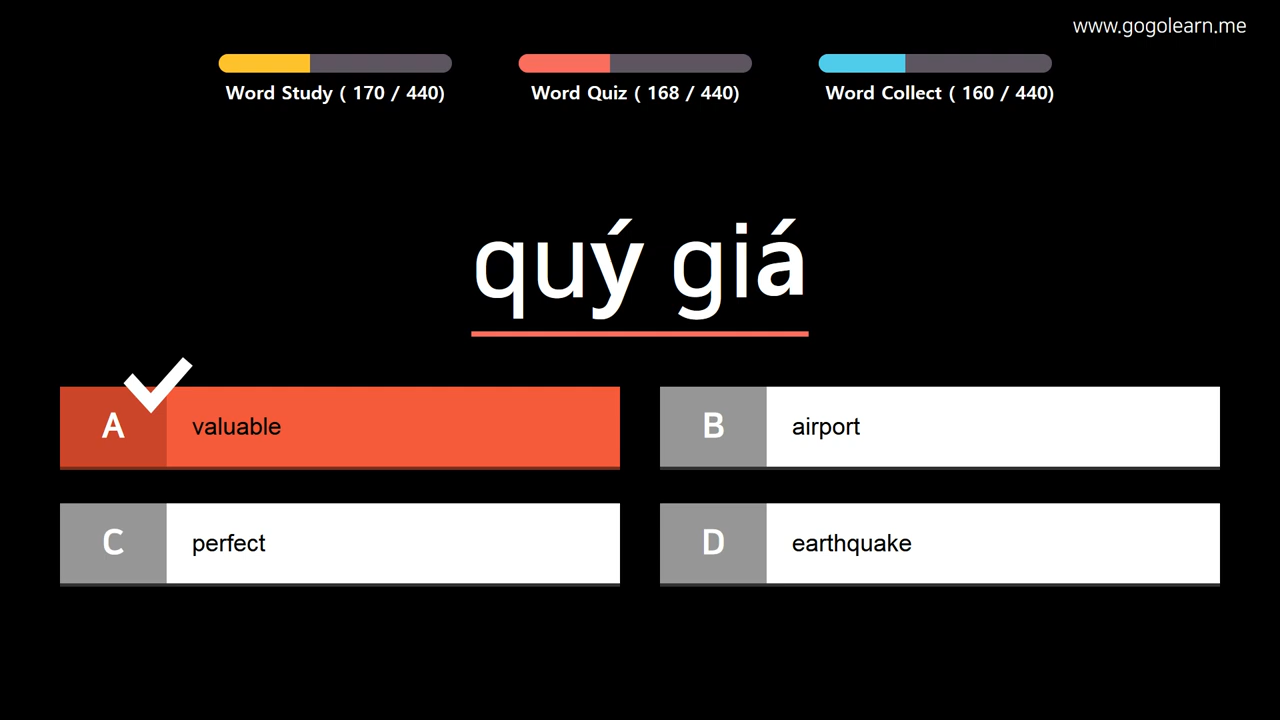 www.gogolearn.me
Word Study ( 170 / 440)
Word Quiz ( 168 / 440)
Word Collect ( 160 / 440)
quý giá
A valuable
B airport
C perfect
D earthquake